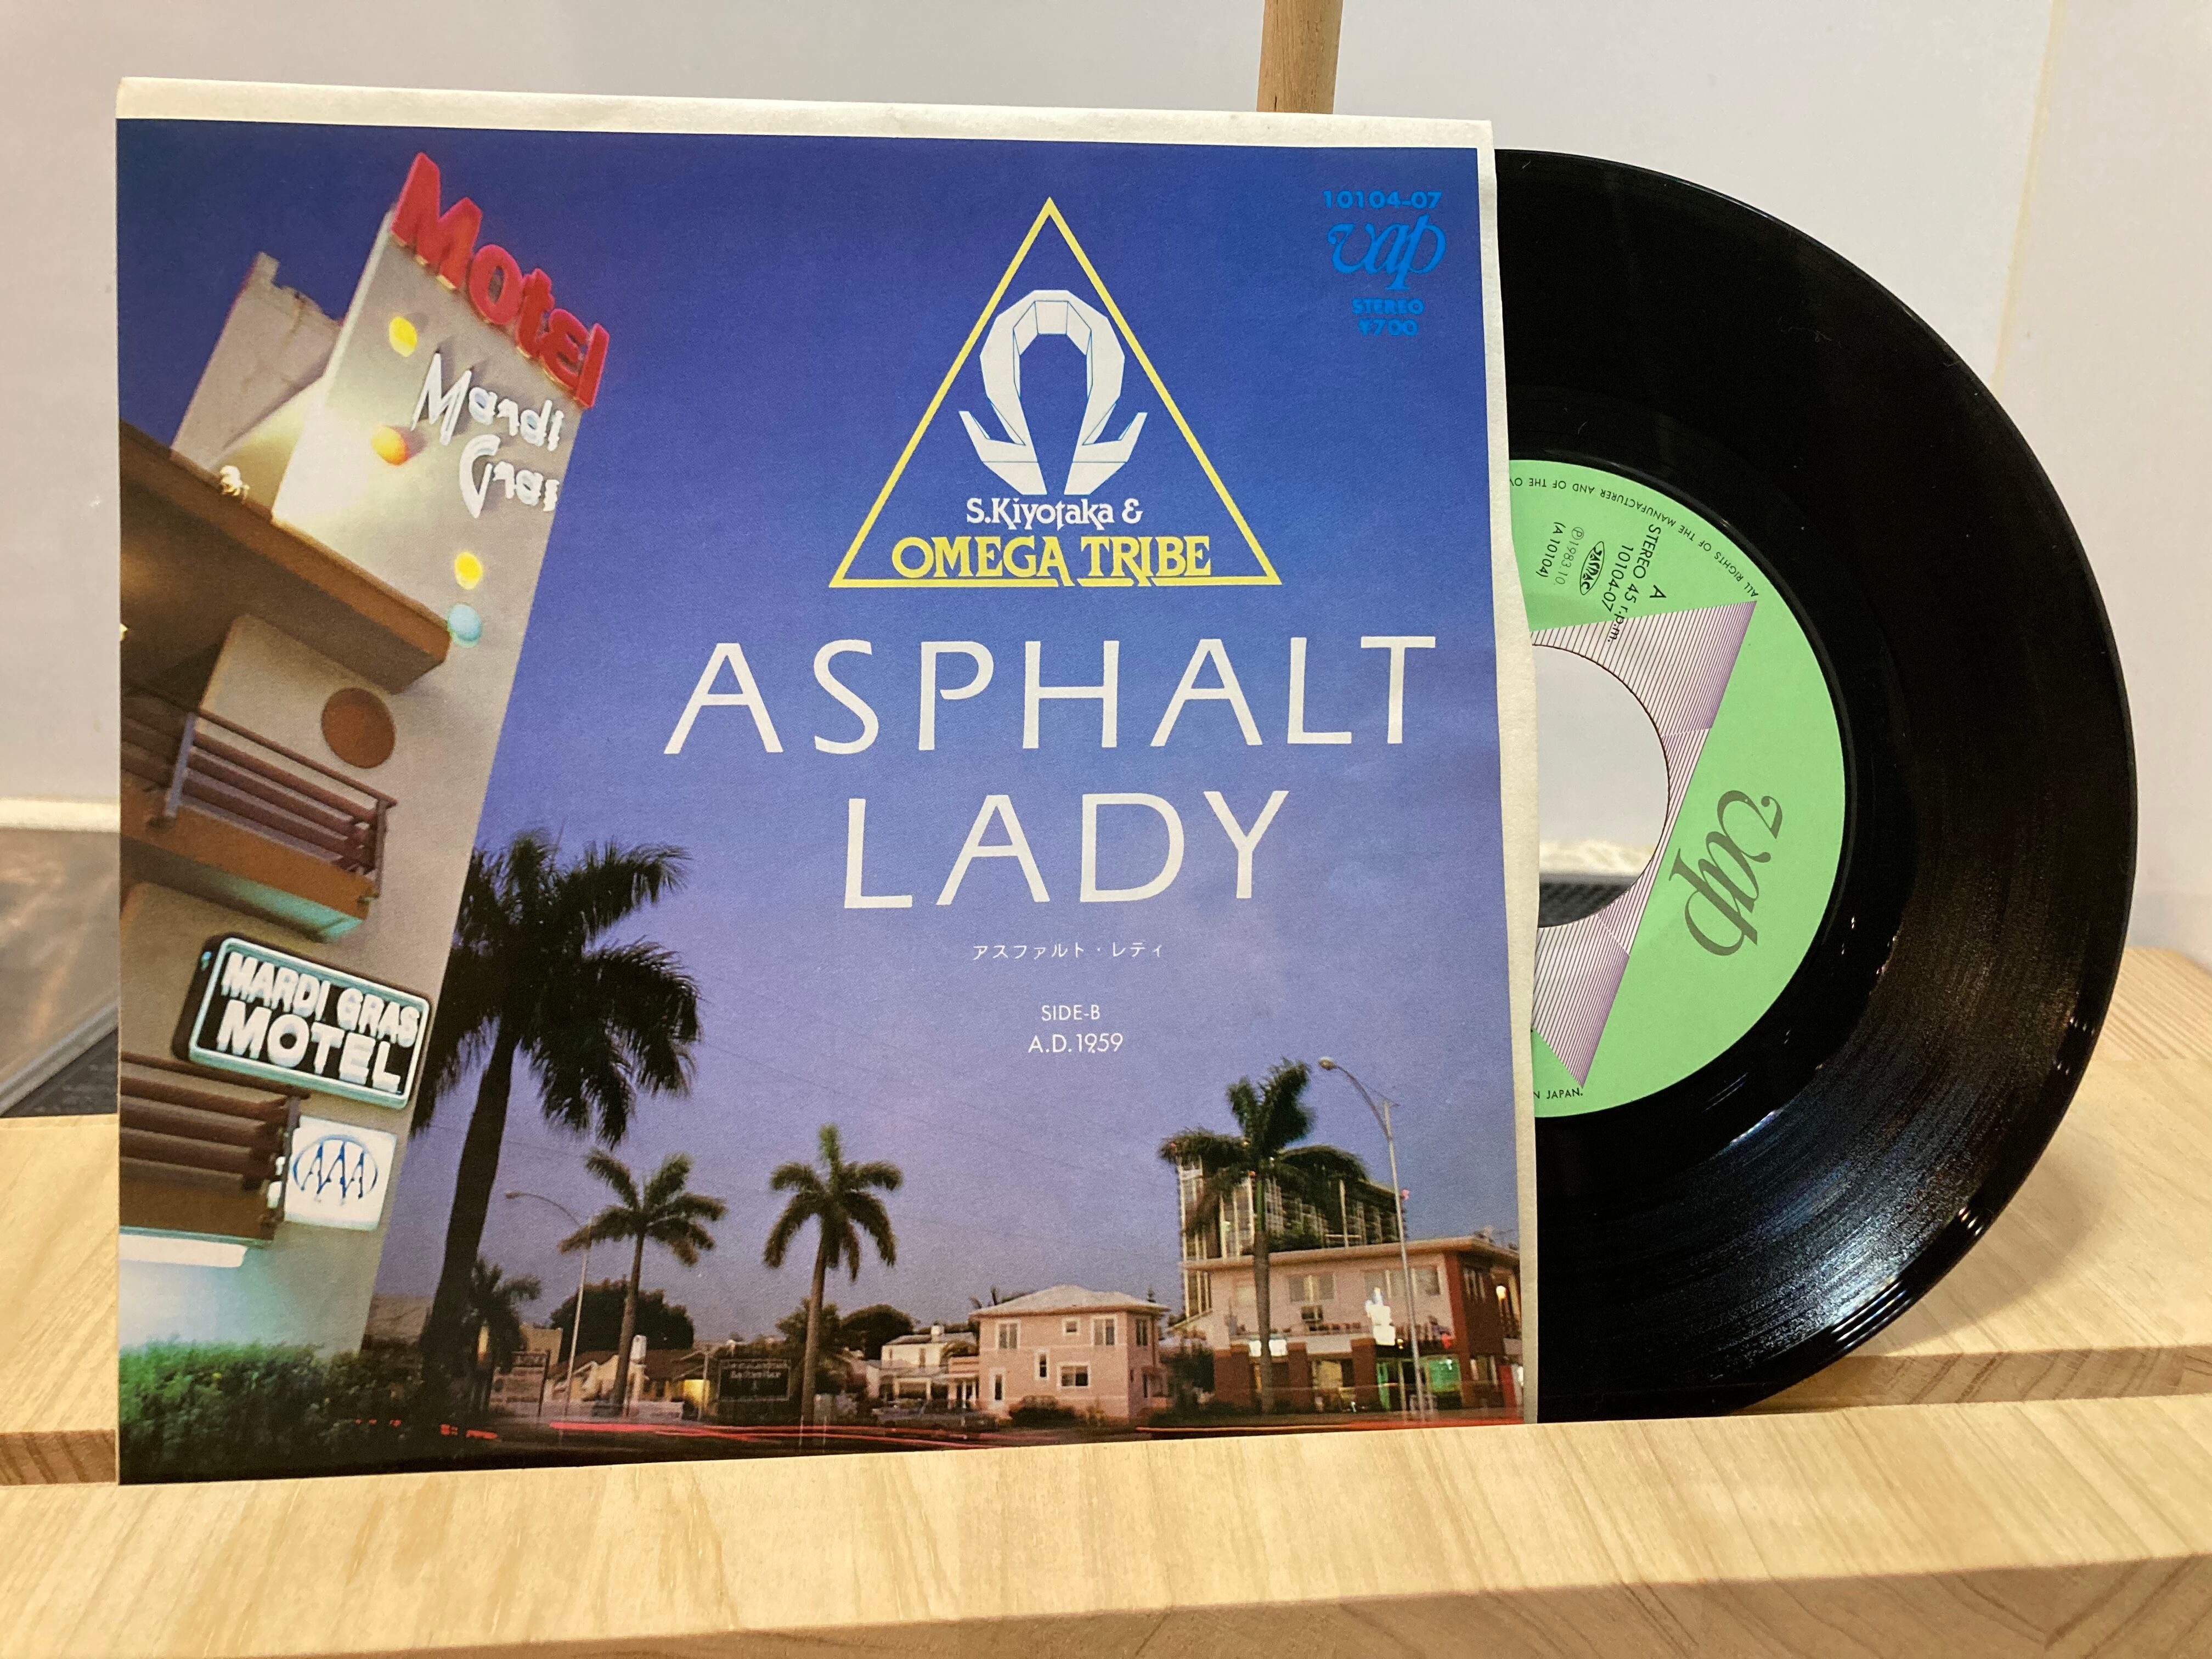 Motel
Mardi
Gras
10104-07
vap
STEREO
¥700
S.Kiyotaka &
OMEGA TRIBE
ASPHALT
LADY
アスファルト・レディ
SIDE-B
A.D.1959
MARDI GRAS
MOTEL
AAA
ALL RIGHTS OF THE MANUFACTURER AND OF THE
A
STEREO 45 r.p.m.
10104-07
JASRAC
Ⓟ1983.10.
(A 10104)
vap
N JAPAN.